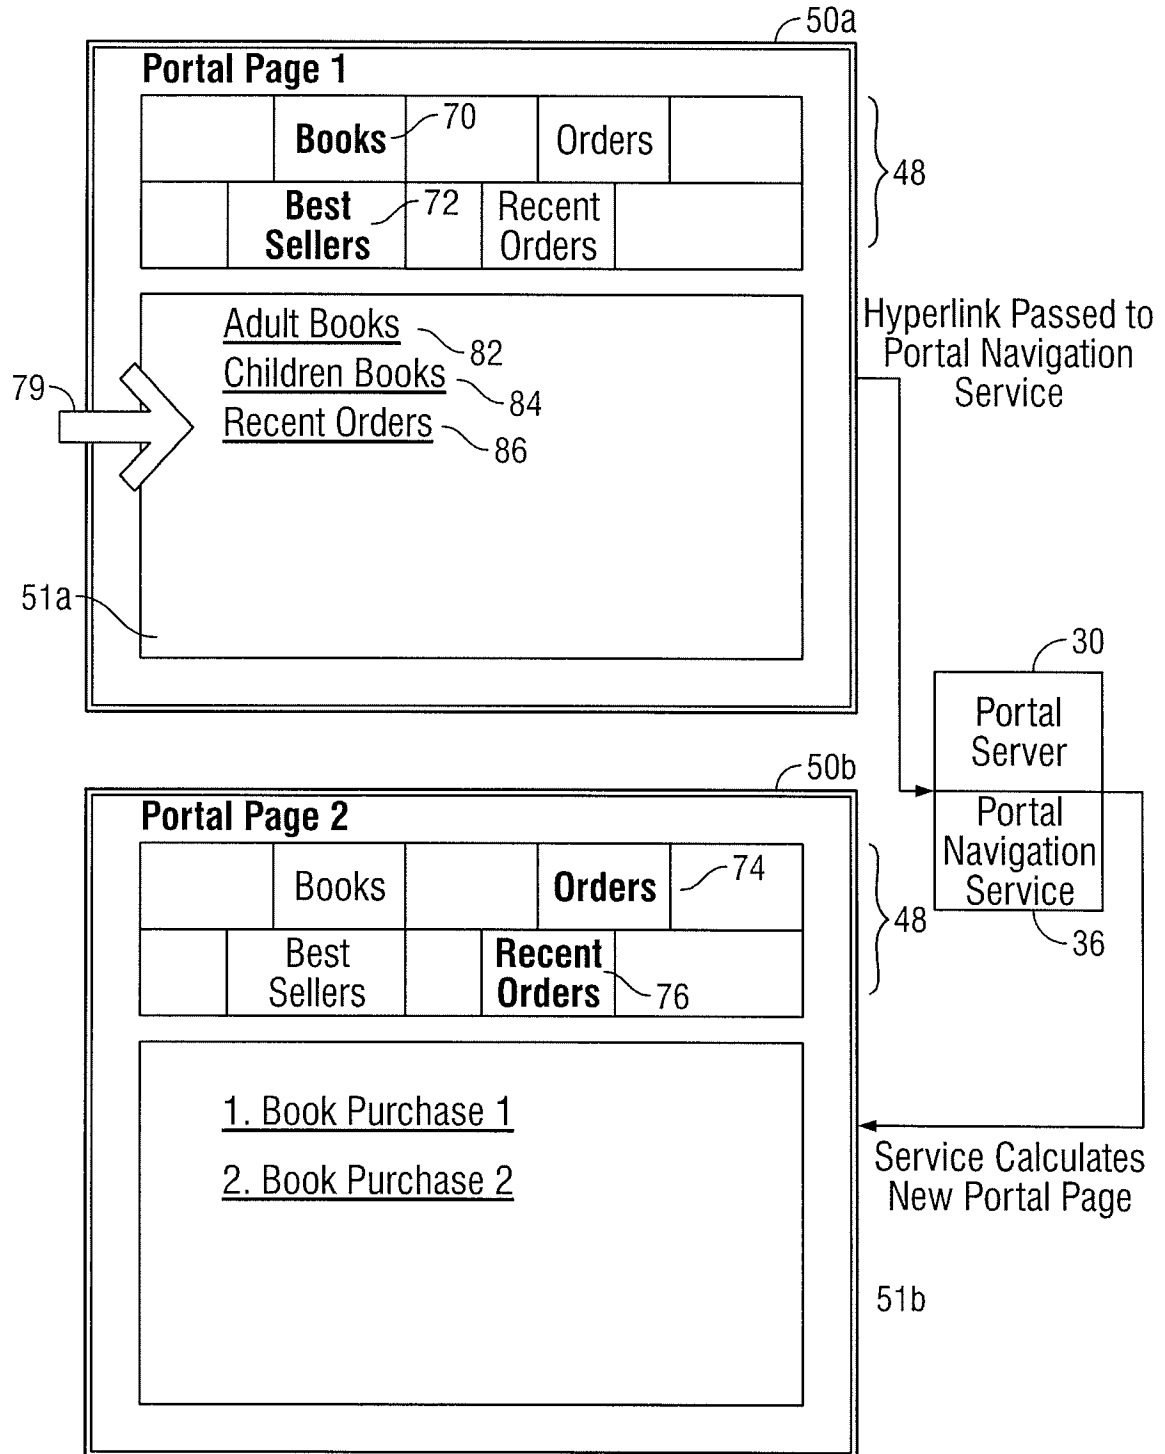 50a
Portal Page 1
Books 70 Orders
48
Best Sellers 72 Recent Orders
Adult Books 82
Children Books 84
Recent Orders 86
79
51a
Hyperlink Passed to
Portal Navigation
Service
30
Portal
Server
Portal
Navigation
Service
36
50b
Portal Page 2
Books Orders 74
48
Best Sellers Recent Orders 76
1. Book Purchase 1
2. Book Purchase 2
Service Calculates
New Portal Page
51b